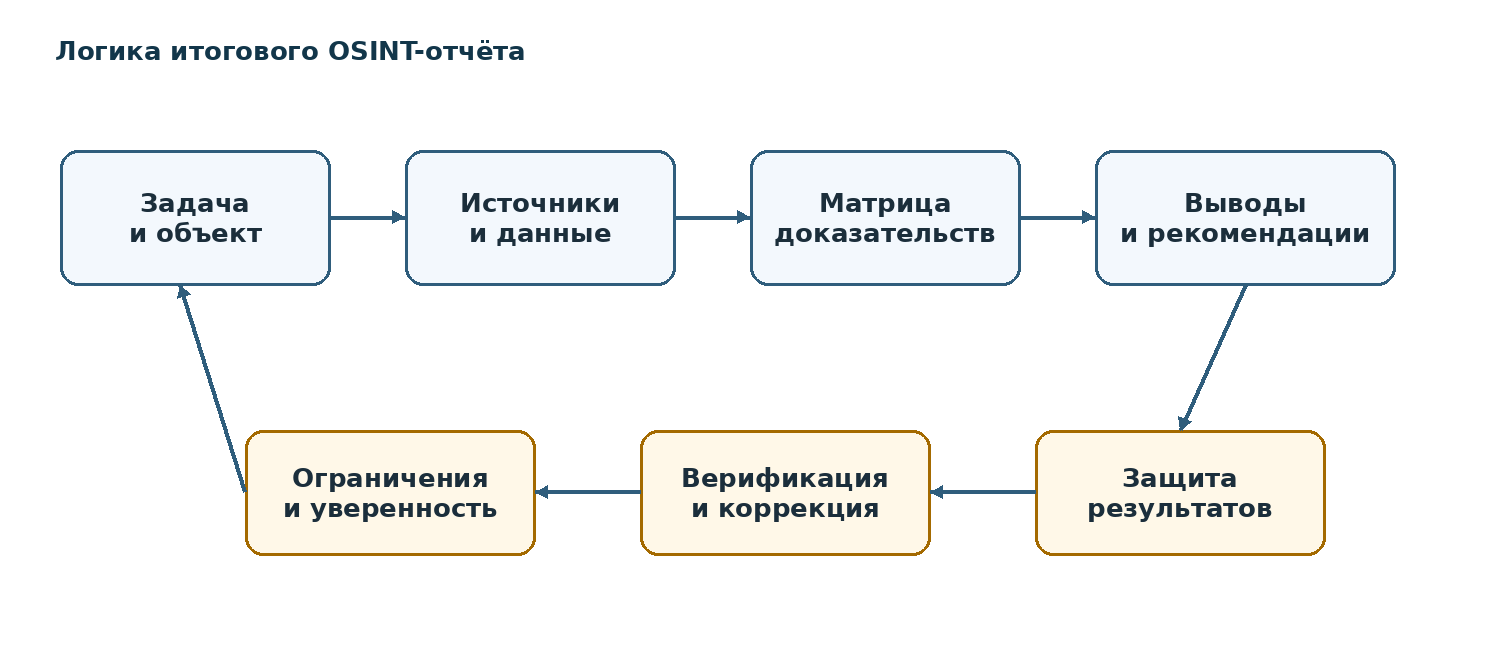 Логика итогового OSINT-отчёта
Задача
и объект
Источники
и данные
Матрица
доказательств
Выводы
и рекомендации
Ограничения
и уверенность
Верификация
и коррекция
Защита
результатов